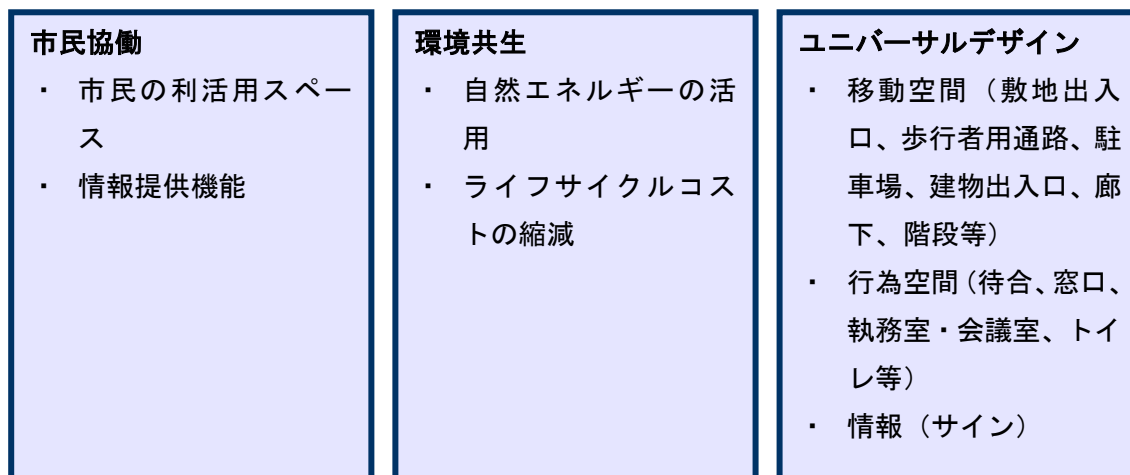 市民協働
・ 市民の利活用スペー
ス
・ 情報提供機能
環境共生
・ 自然エネルギーの活
用
・ ライフサイクルコス
トの縮減
ユニバーサルデザイン
・ 移動空間（敷地出入
口、歩行者用通路、駐
車場、建物出入口、廊
下、階段等）
・ 行為空間（待合、窓口、
執務室・会議室、トイ
レ等）
・ 情報（サイン）